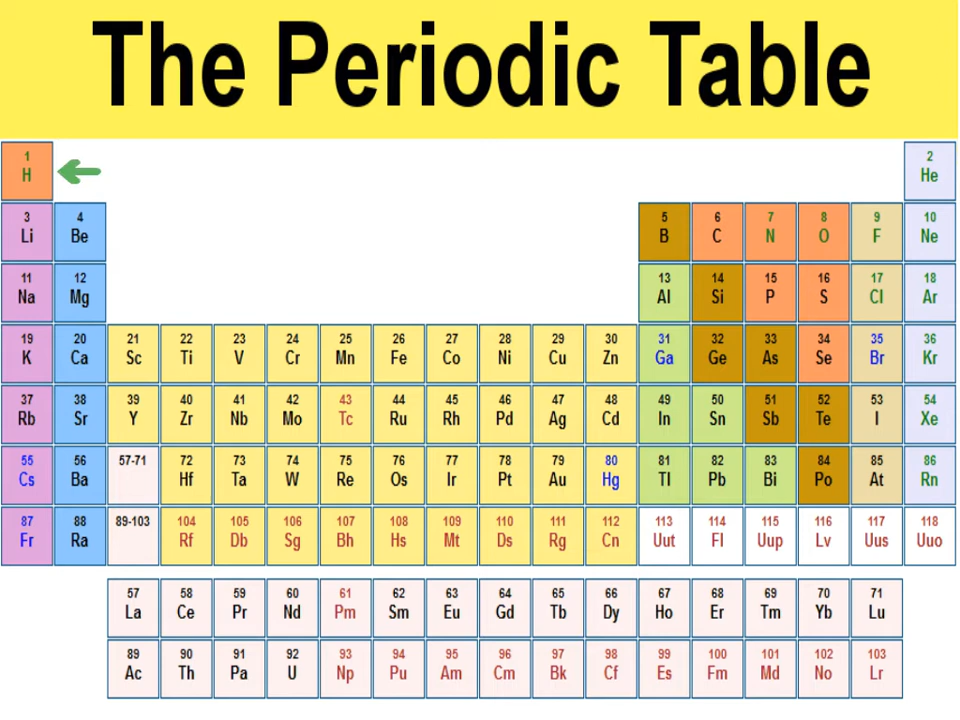 The Periodic Table
1 2
H He
3 4 5 6 7 8 9 10
Li Be B C N O F Ne
11 12 13 14 15 16 17 18
Na Mg Al Si P S Cl Ar
19 20 21 22 23 24 25 26 27 28 29 30 31 32 33 34 35 36
K Ca Sc Ti V Cr Mn Fe Co Ni Cu Zn Ga Ge As Se Br Kr
37 38 39 40 41 42 43 44 45 46 47 48 49 50 51 52 53 54
Rb Sr Y Zr Nb Mo Tc Ru Rh Pd Ag Cd In Sn Sb Te I Xe
55 56 57-71 72 73 74 75 76 77 78 79 80 81 82 83 84 85 86
Cs Ba Hf Ta W Re Os Ir Pt Au Hg Tl Pb Bi Po At Rn
87 88 89-103 104 105 106 107 108 109 110 111 112 113 114 115 116 117 118
Fr Ra Rf Db Sg Bh Hs Mt Ds Rg Cn Uut Fl Uup Lv Uus Uuo
57 58 59 60 61 62 63 64 65 66 67 68 69 70 71
La Ce Pr Nd Pm Sm Eu Gd Tb Dy Ho Er Tm Yb Lu
89 90 91 92 93 94 95 96 97 98 99 100 101 102 103
Ac Th Pa U Np Pu Am Cm Bk Cf Es Fm Md No Lr